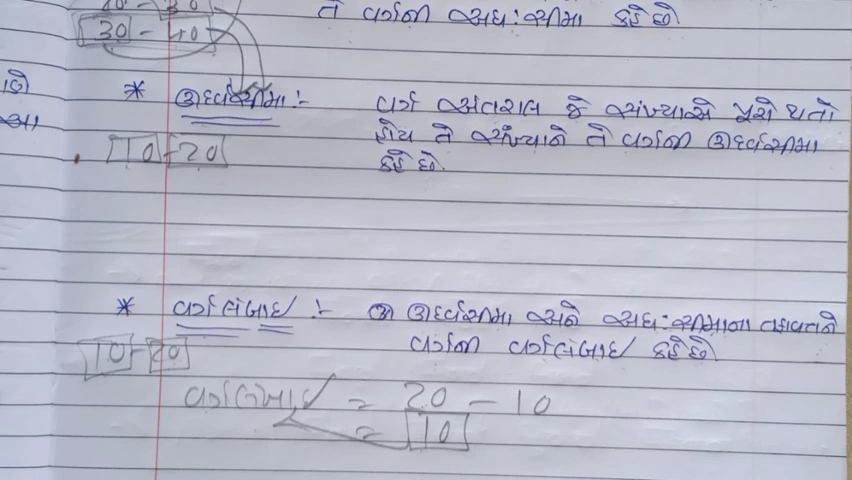 તે વર્ગની અધ:સીમા કહે છે.
30 - 40
* ઊર્ધ્વસીમા :- વર્ગ અંતરાલ જે સંખ્યાએ પુરો થતો
હોય તે સંખ્યાને તે વર્ગની ઊર્ધ્વસીમા
10 - 20
કહે છે.
* વર્ગલંબાઈ :- ઊર્ધ્વસીમા અને અધ:સીમાના તફાવતને
વર્ગની વર્ગલંબાઈ કહે છે.
10 - 20
વર્ગલંબાઈ = 20 - 10
= 10